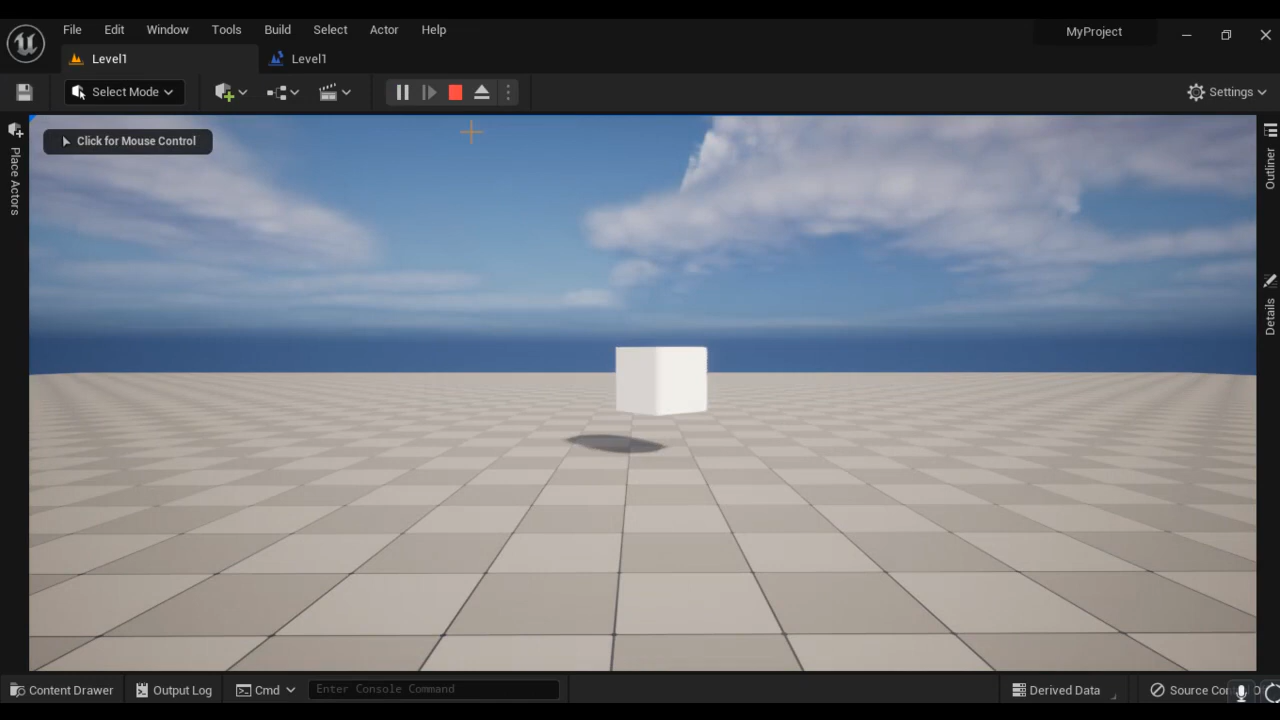 File Edit Window Tools Build Select Actor Help MyProject
Level1 Level1
Select Mode Settings
Click for Mouse Control
Place Actors
Outliner
Details
Content Drawer Output Log Cmd Enter Console Command Derived Data Source